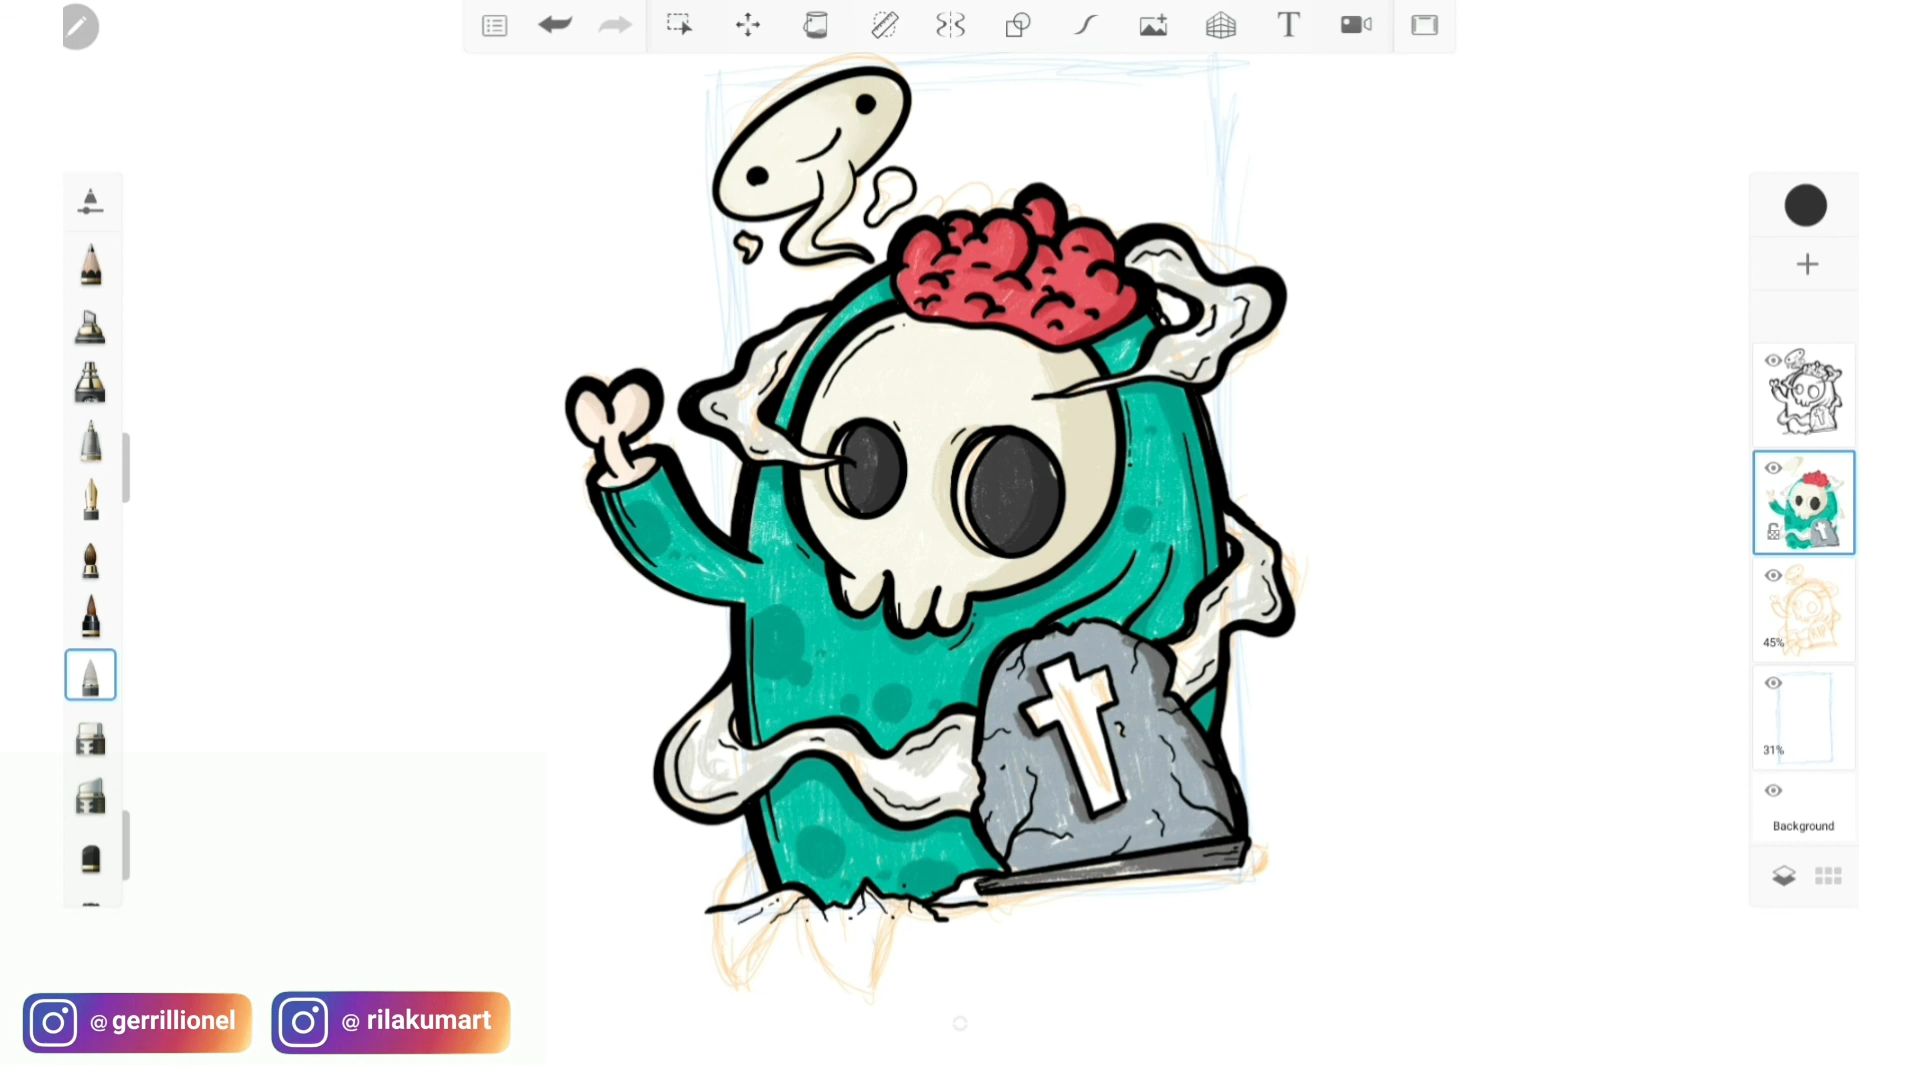 45%
31%
Background
@ gerrillionel
@ rilakumart